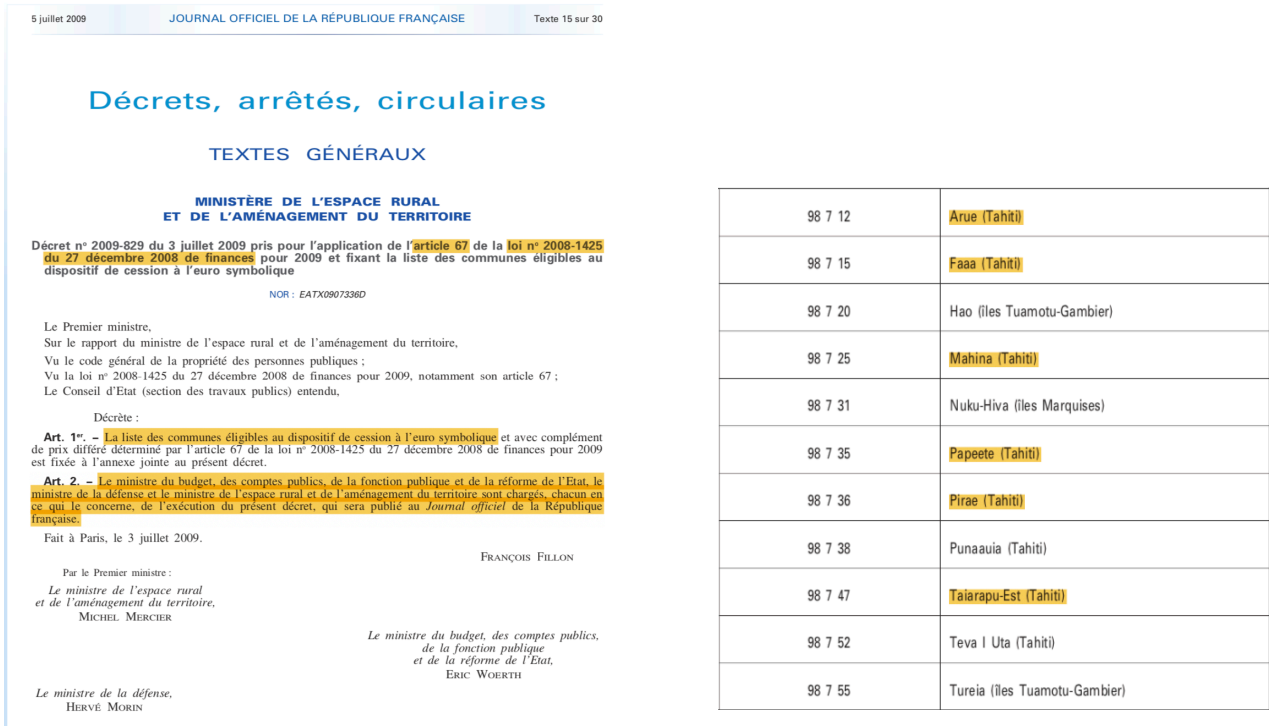 5 juillet 2009 JOURNAL OFFICIEL DE LA RÉPUBLIQUE FRANÇAISE Texte 15 sur 30
Décrets, arrêtés, circulaires
TEXTES GÉNÉRAUX
MINISTÈRE DE L'ESPACE RURAL
ET DE L'AMÉNAGEMENT DU TERRITOIRE
Décret nº 2009-829 du 3 juillet 2009 pris pour l'application de l'article 67 de la loi nº 2008-1425
du 27 décembre 2008 de finances pour 2009 et fixant la liste des communes éligibles au
dispositif de cession à l'euro symbolique
NOR : EATX0907336D
Le Premier ministre,
Sur le rapport du ministre de l'espace rural et de l'aménagement du territoire,
Vu le code général de la propriété des personnes publiques ;
Vu la loi nº 2008-1425 du 27 décembre 2008 de finances pour 2009, notamment son article 67 ;
Le Conseil d'Etat (section des travaux publics) entendu,
Décrète :
Art. 1er. – La liste des communes éligibles au dispositif de cession à l'euro symbolique et avec complément
de prix différé déterminé par l'article 67 de la loi nº 2008-1425 du 27 décembre 2008 de finances pour 2009
est fixée à l'annexe jointe au présent décret.
Art. 2. – Le ministre du budget, des comptes publics, de la fonction publique et de la réforme de l'Etat, le
ministre de la défense et le ministre de l'espace rural et de l'aménagement du territoire sont chargés, chacun en
ce qui le concerne, de l'exécution du présent décret, qui sera publié au Journal officiel de la République
française.
Fait à Paris, le 3 juillet 2009.
FRANÇOIS FILLON
Par le Premier ministre :
Le ministre de l'espace rural
et de l'aménagement du territoire,
MICHEL MERCIER
Le ministre du budget, des comptes publics,
de la fonction publique
et de la réforme de l'Etat,
ERIC WOERTH
Le ministre de la défense,
HERVÉ MORIN
98 7 12 Arue (Tahiti)
98 7 15 Faaa (Tahiti)
98 7 20 Hao (îles Tuamotu-Gambier)
98 7 25 Mahina (Tahiti)
98 7 31 Nuku-Hiva (îles Marquises)
98 7 35 Papeete (Tahiti)
98 7 36 Pirae (Tahiti)
98 7 38 Punaauia (Tahiti)
98 7 47 Taiarapu-Est (Tahiti)
98 7 52 Teva I Uta (Tahiti)
98 7 55 Tureia (îles Tuamotu-Gambier)